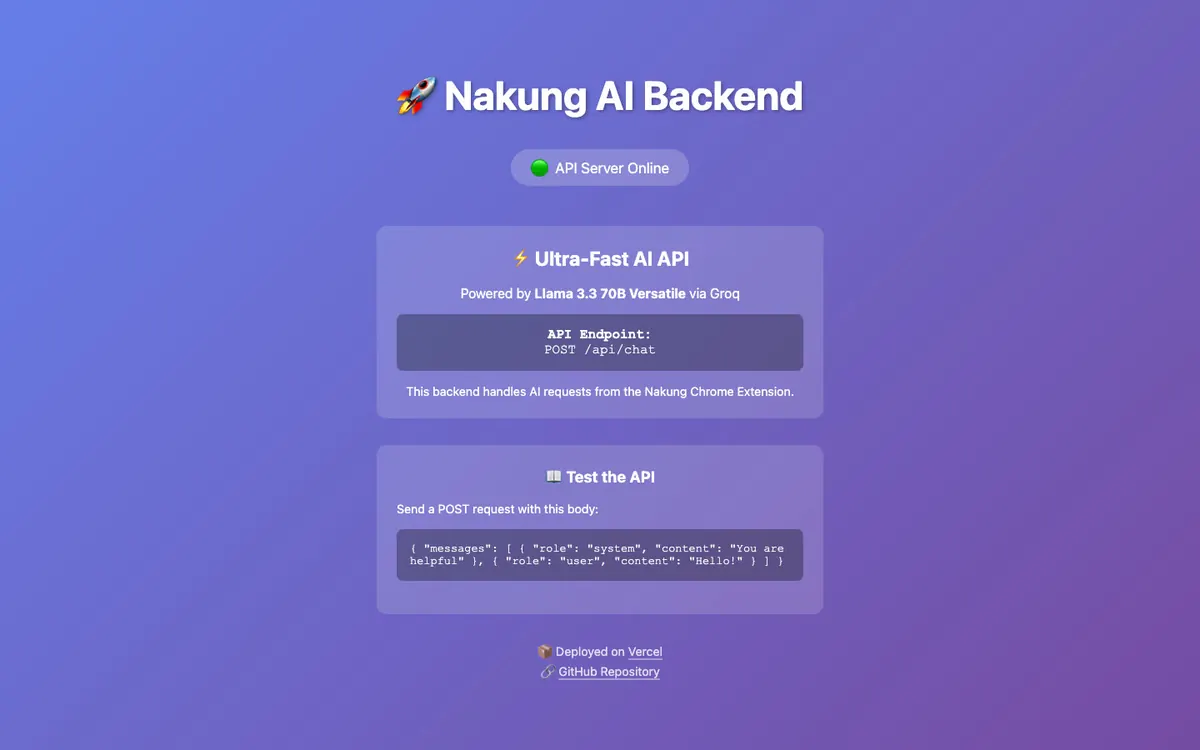 🚀 Nakung AI Backend
🟢 API Server Online
⚡ Ultra-Fast AI API
Powered by Llama 3.3 70B Versatile via Groq
API Endpoint:
POST /api/chat
This backend handles AI requests from the Nakung Chrome Extension.
📖 Test the API
Send a POST request with this body:
{ "messages": [ { "role": "system", "content": "You are
helpful" }, { "role": "user", "content": "Hello!" } ] }
📦 Deployed on Vercel
🔗 GitHub Repository